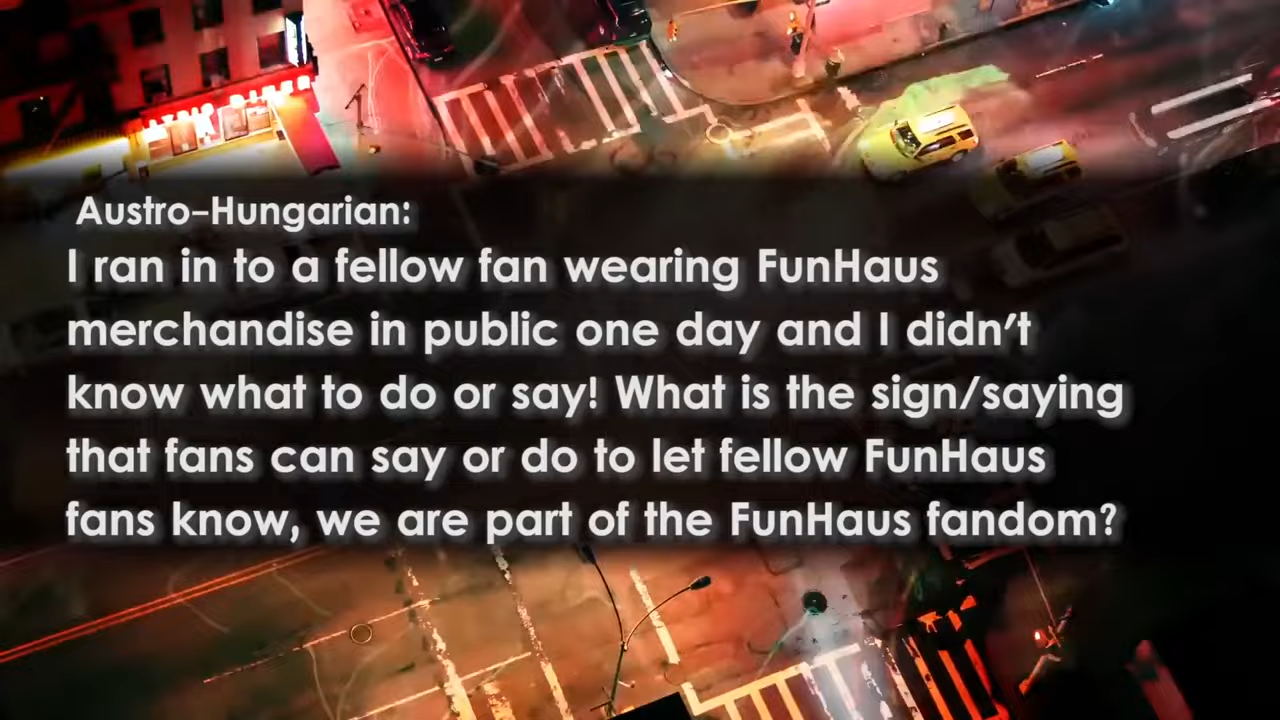 Austro-Hungarian:
I ran in to a fellow fan wearing FunHaus
merchandise in public one day and I didn't
know what to do or say! What is the sign/saying
that fans can say or do to let fellow FunHaus
fans know, we are part of the FunHaus fandom?